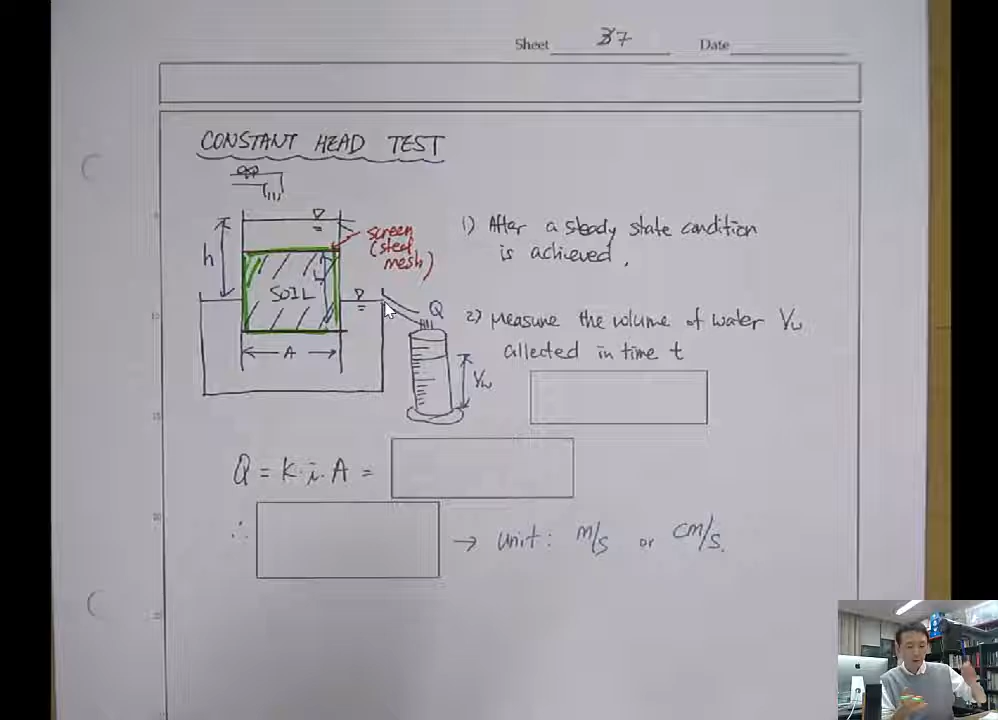 Sheet 37 Date
CONSTANT HEAD TEST
screen
(steel
mesh)
h
L
SOIL
A
Q
Vw
1) After a steady state condition
is achieved.
2) Measure the volume of water Vw
collected in time t
Q = K·i·A =
∴
→ unit: m/s or cm/s.